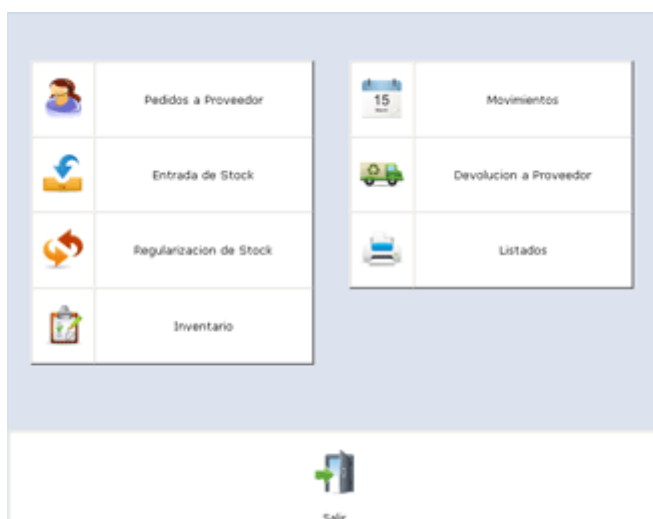 Pedidos a Proveedor
Entrada de Stock
Regularizacion de Stock
Inventario
15
Movimientos
Devolucion a Proveedor
Listados
Salir